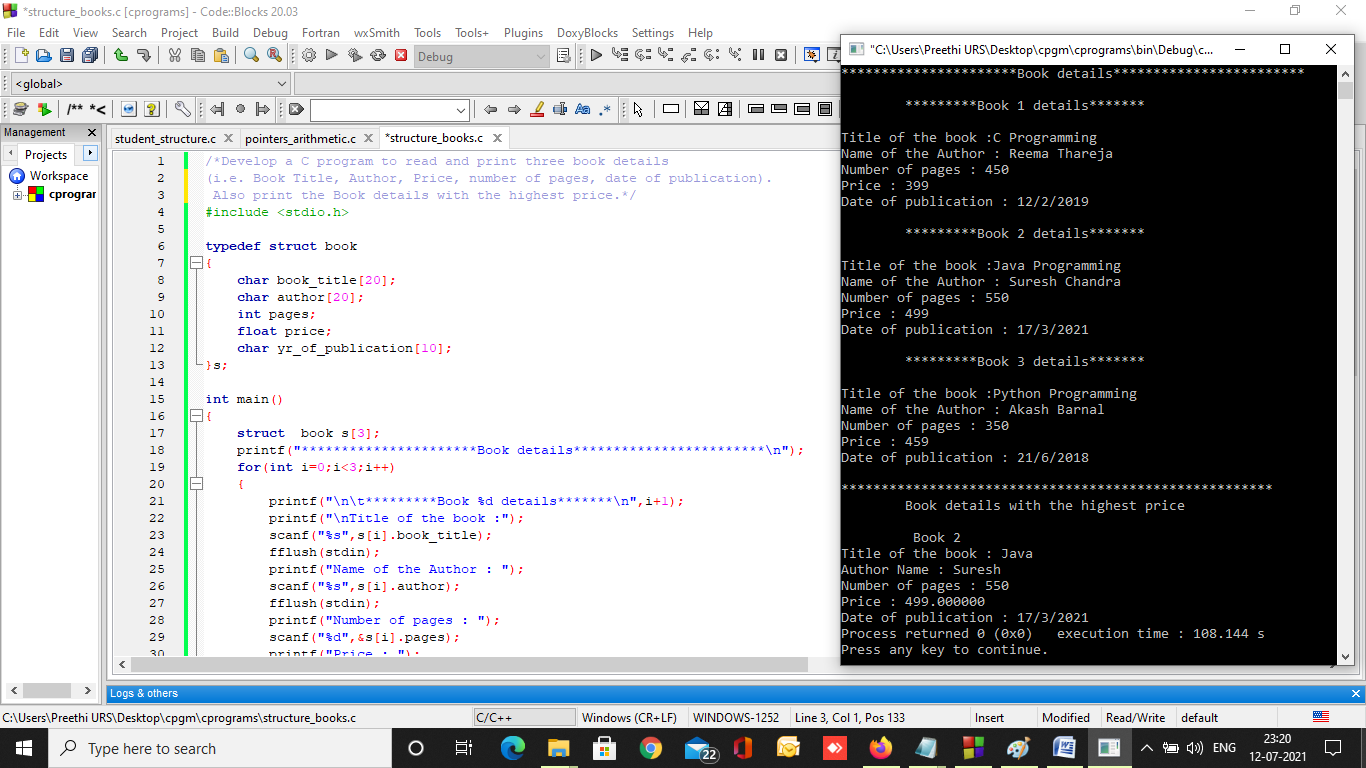 *structure_books.c [cprograms] - Code::Blocks 20.03
File Edit View Search Project Build Debug Fortran wxSmith Tools Tools+ Plugins DoxyBlocks Settings Help
Debug
<global>
/** *<
Aa .*
Management
Projects
Workspace
cprogran
student_structure.c
pointers_arithmetic.c
*structure_books.c
1 /*Develop a C program to read and print three book details
2 (i.e. Book Title, Author, Price, number of pages, date of publication).
3 Also print the Book details with the highest price.*/
4 #include <stdio.h>
5
6 typedef struct book
7 {
8 char book_title[20];
9 char author[20];
10 int pages;
11 float price;
12 char yr_of_publication[10];
13 }s;
14
15 int main()
16 {
17 struct  book s[3];
18 printf("**********************Book details************************\n");
19 for(int i=0;i<3;i++)
20 {
21 printf("\n\t*********Book %d details*******\n",i+1);
22 printf("\nTitle of the book :");
23 scanf("%s",s[i].book_title);
24 fflush(stdin);
25 printf("Name of the Author : ");
26 scanf("%s",s[i].author);
27 fflush(stdin);
28 printf("Number of pages : ");
29 scanf("%d",&s[i].pages);
30 printf("Price : ");
"C:\Users\Preethi URS\Desktop\cpgm\cprograms\bin\Debug\c...
**********************Book details************************
*********Book 1 details*******
Title of the book :C Programming
Name of the Author : Reema Thareja
Number of pages : 450
Price : 399
Date of publication : 12/2/2019
*********Book 2 details*******
Title of the book :Java Programming
Name of the Author : Suresh Chandra
Number of pages : 550
Price : 499
Date of publication : 17/3/2021
*********Book 3 details*******
Title of the book :Python Programming
Name of the Author : Akash Barnal
Number of pages : 350
Price : 459
Date of publication : 21/6/2018
******************************************************
Book details with the highest price
Book 2
Title of the book : Java
Author Name : Suresh
Number of pages : 550
Price : 499.000000
Date of publication : 17/3/2021
Process returned 0 (0x0)   execution time : 108.144 s
Press any key to continue.
Logs & others
C:\Users\Preethi URS\Desktop\cpgm\cprograms\structure_books.c C/C++ Windows (CR+LF) WINDOWS-1252 Line 3, Col 1, Pos 133 Insert Modified Read/Write default
Type here to search
22
ENG
23:20
12-07-2021